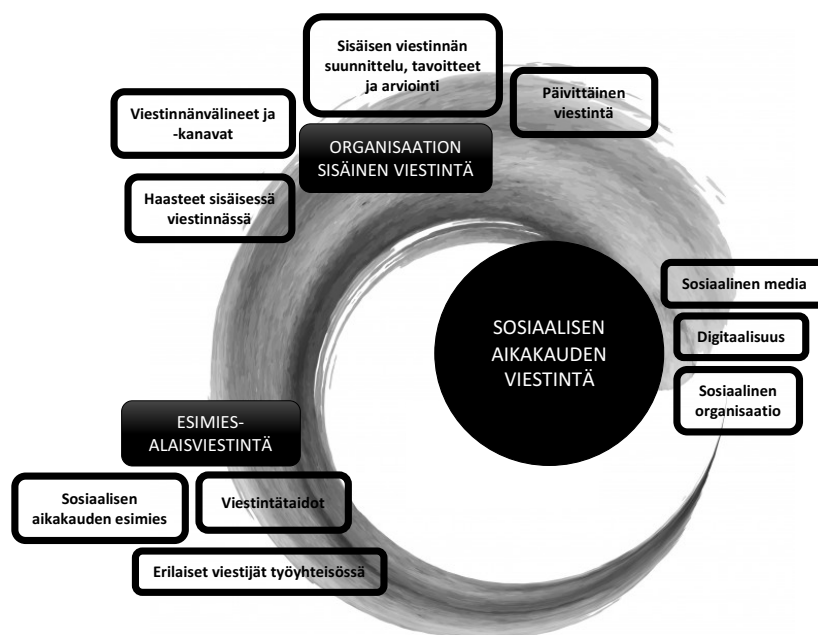 Sisäisen viestinnän
suunnittelu, tavoitteet
ja arviointi
Päivittäinen
viestintä
Viestinnänvälineet ja
-kanavat
ORGANISAATION
SISÄINEN VIESTINTÄ
Haasteet sisäisessä
viestinnässä
Sosiaalinen media
SOSIAALISEN
AIKAKAUDEN
VIESTINTÄ
Digitaalisuus
Sosiaalinen
organisaatio
ESIMIES-
ALAISVIESTINTÄ
Sosiaalisen
aikakauden esimies
Viestintätaidot
Erilaiset viestijät työyhteisössä